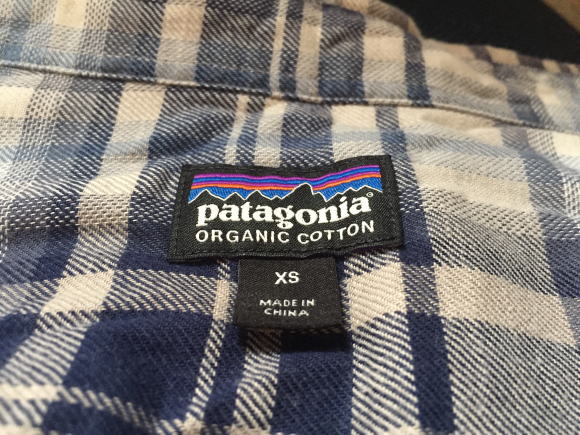 patagonia®
ORGANIC COTTON
XS
MADE IN
CHINA